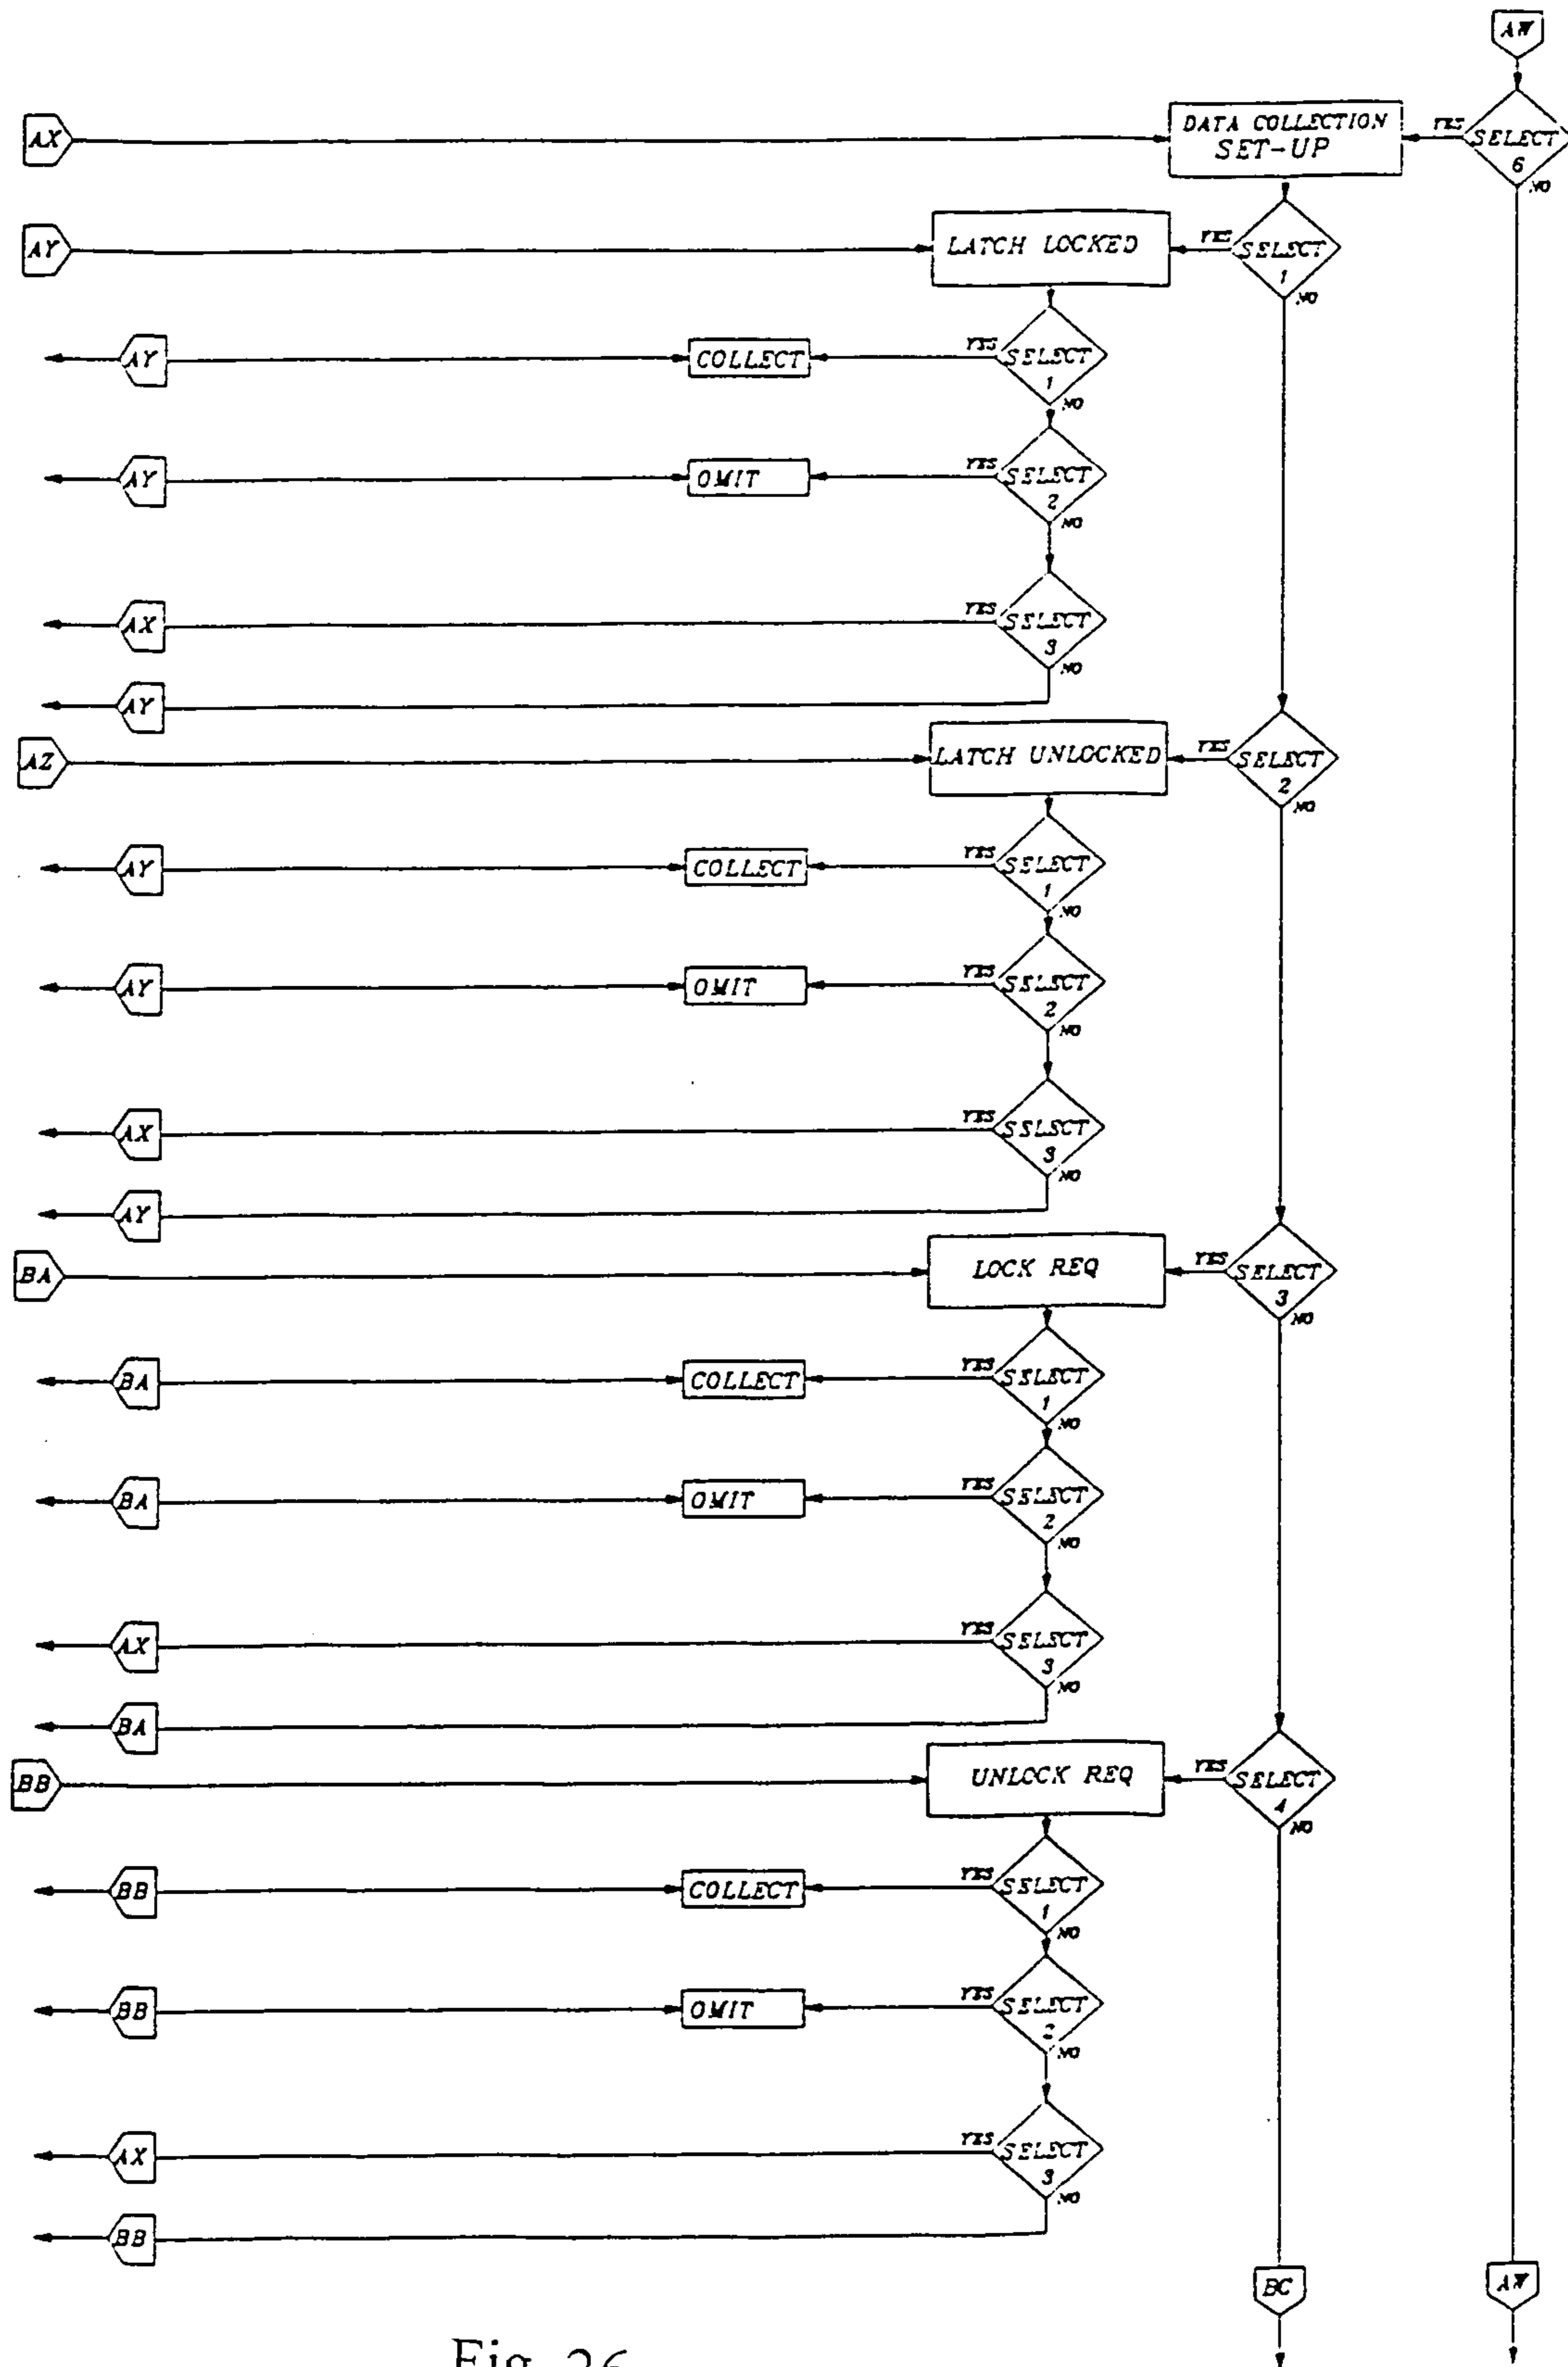 AW
AX
DATA COLLECTION
SET-UP
YES
SELECT
6
NO
AY
LATCH LOCKED
YES
SELECT
1
NO
AY
COLLECT
YES
SELECT
1
NO
AY
OMIT
YES
SELECT
2
NO
AX
YES
SELECT
3
NO
AY
AZ
LATCH UNLOCKED
YES
SELECT
2
NO
AY
COLLECT
YES
SELECT
1
NO
AY
OMIT
YES
SELECT
2
NO
AX
YES
SELECT
3
NO
AY
BA
LOCK REQ
YES
SELECT
3
NO
BA
COLLECT
YES
SELECT
1
NO
BA
OMIT
YES
SELECT
2
NO
AX
YES
SELECT
3
NO
BA
BB
UNLOCK REQ
YES
SELECT
4
NO
BB
COLLECT
YES
SELECT
1
NO
BB
OMIT
YES
SELECT
2
NO
AX
YES
SELECT
3
NO
BB
BC
AW
Fig. 26